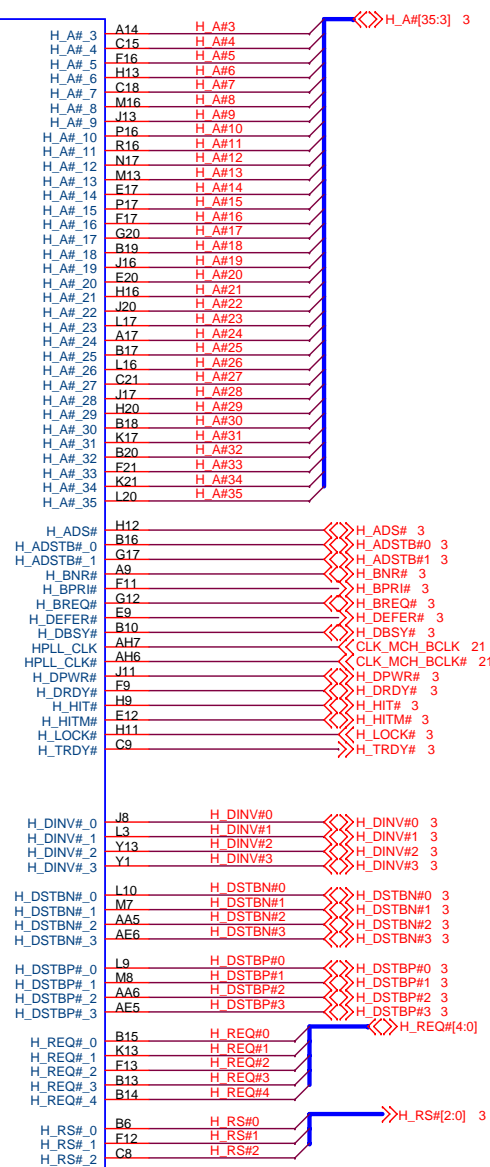 H_A#_3 A14 H_A#3 H_A#[35:3] 3
H_A#_4 C15 H_A#4
H_A#_5 F16 H_A#5
H_A#_6 H13 H_A#6
H_A#_7 C18 H_A#7
H_A#_8 M16 H_A#8
H_A#_9 J13 H_A#9
H_A#_10 P16 H_A#10
H_A#_11 R16 H_A#11
H_A#_12 N17 H_A#12
H_A#_13 M13 H_A#13
H_A#_14 E17 H_A#14
H_A#_15 P17 H_A#15
H_A#_16 F17 H_A#16
H_A#_17 G20 H_A#17
H_A#_18 B19 H_A#18
H_A#_19 J16 H_A#19
H_A#_20 E20 H_A#20
H_A#_21 H16 H_A#21
H_A#_22 J20 H_A#22
H_A#_23 L17 H_A#23
H_A#_24 A17 H_A#24
H_A#_25 B17 H_A#25
H_A#_26 L16 H_A#26
H_A#_27 C21 H_A#27
H_A#_28 J17 H_A#28
H_A#_29 H20 H_A#29
H_A#_30 B18 H_A#30
H_A#_31 K17 H_A#31
H_A#_32 B20 H_A#32
H_A#_33 F21 H_A#33
H_A#_34 K21 H_A#34
H_A#_35 L20 H_A#35
H_ADS# H12 H_ADS# 3
H_ADSTB#_0 B16 H_ADSTB#0 3
H_ADSTB#_1 G17 H_ADSTB#1 3
H_BNR# A9 H_BNR# 3
H_BPRI# F11 H_BPRI# 3
H_BREQ# G12 H_BREQ# 3
H_DEFER# E9 H_DEFER# 3
H_DBSY# B10 H_DBSY# 3
HPLL_CLK AH7 CLK_MCH_BCLK 21
HPLL_CLK# AH6 CLK_MCH_BCLK# 21
H_DPWR# J11 H_DPWR# 3
H_DRDY# F9 H_DRDY# 3
H_HIT# H9 H_HIT# 3
H_HITM# E12 H_HITM# 3
H_LOCK# H11 H_LOCK# 3
H_TRDY# C9 H_TRDY# 3
H_DINV#_0 J8 H_DINV#0 H_DINV#0 3
H_DINV#_1 L3 H_DINV#1 H_DINV#1 3
H_DINV#_2 Y13 H_DINV#2 H_DINV#2 3
H_DINV#_3 Y1 H_DINV#3 H_DINV#3 3
H_DSTBN#_0 L10 H_DSTBN#0 H_DSTBN#0 3
H_DSTBN#_1 M7 H_DSTBN#1 H_DSTBN#1 3
H_DSTBN#_2 AA5 H_DSTBN#2 H_DSTBN#2 3
H_DSTBN#_3 AE6 H_DSTBN#3 H_DSTBN#3 3
H_DSTBP#_0 L9 H_DSTBP#0 H_DSTBP#0 3
H_DSTBP#_1 M8 H_DSTBP#1 H_DSTBP#1 3
H_DSTBP#_2 AA6 H_DSTBP#2 H_DSTBP#2 3
H_DSTBP#_3 AE5 H_DSTBP#3 H_DSTBP#3 3
H_REQ#_0 B15 H_REQ#0 H_REQ#[4:0]
H_REQ#_1 K13 H_REQ#1
H_REQ#_2 F13 H_REQ#2
H_REQ#_3 B13 H_REQ#3
H_REQ#_4 B14 H_REQ#4
H_RS#_0 B6 H_RS#0 H_RS#[2:0] 3
H_RS#_1 F12 H_RS#1
H_RS#_2 C8 H_RS#2